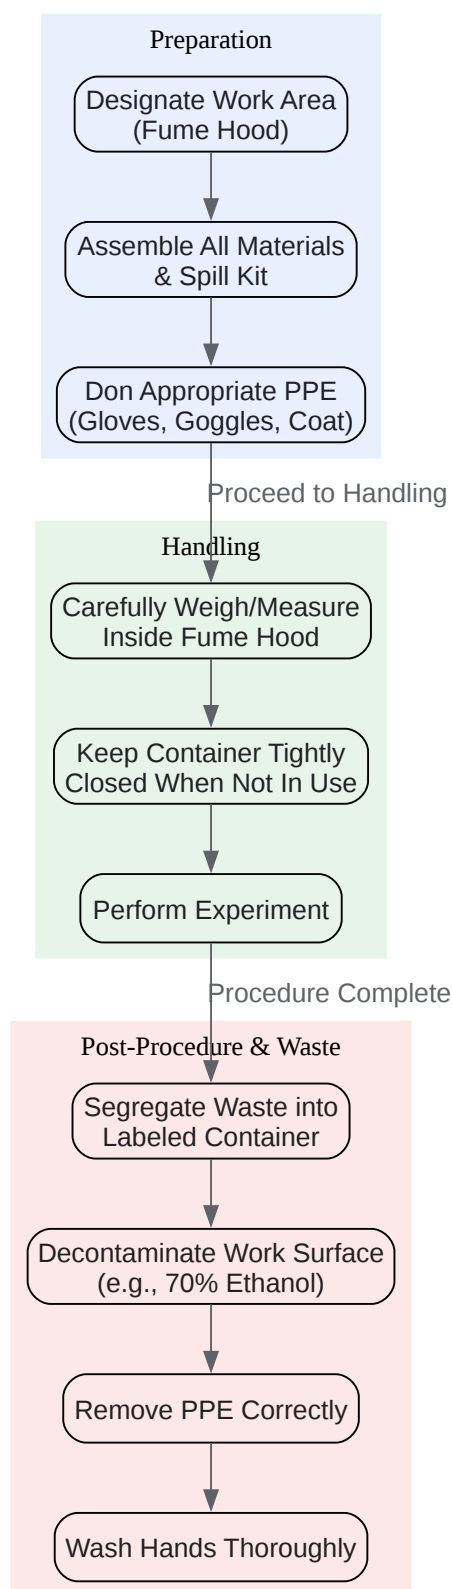 Preparation
Designate Work Area
(Fume Hood)
Assemble All Materials
& Spill Kit
Don Appropriate PPE
(Gloves, Goggles, Coat)
Proceed to Handling
Handling
Carefully Weigh/Measure
Inside Fume Hood
Keep Container Tightly
Closed When Not In Use
Perform Experiment
Procedure Complete
Post-Procedure & Waste
Segregate Waste into
Labeled Container
Decontaminate Work Surface
(e.g., 70% Ethanol)
Remove PPE Correctly
Wash Hands Thoroughly